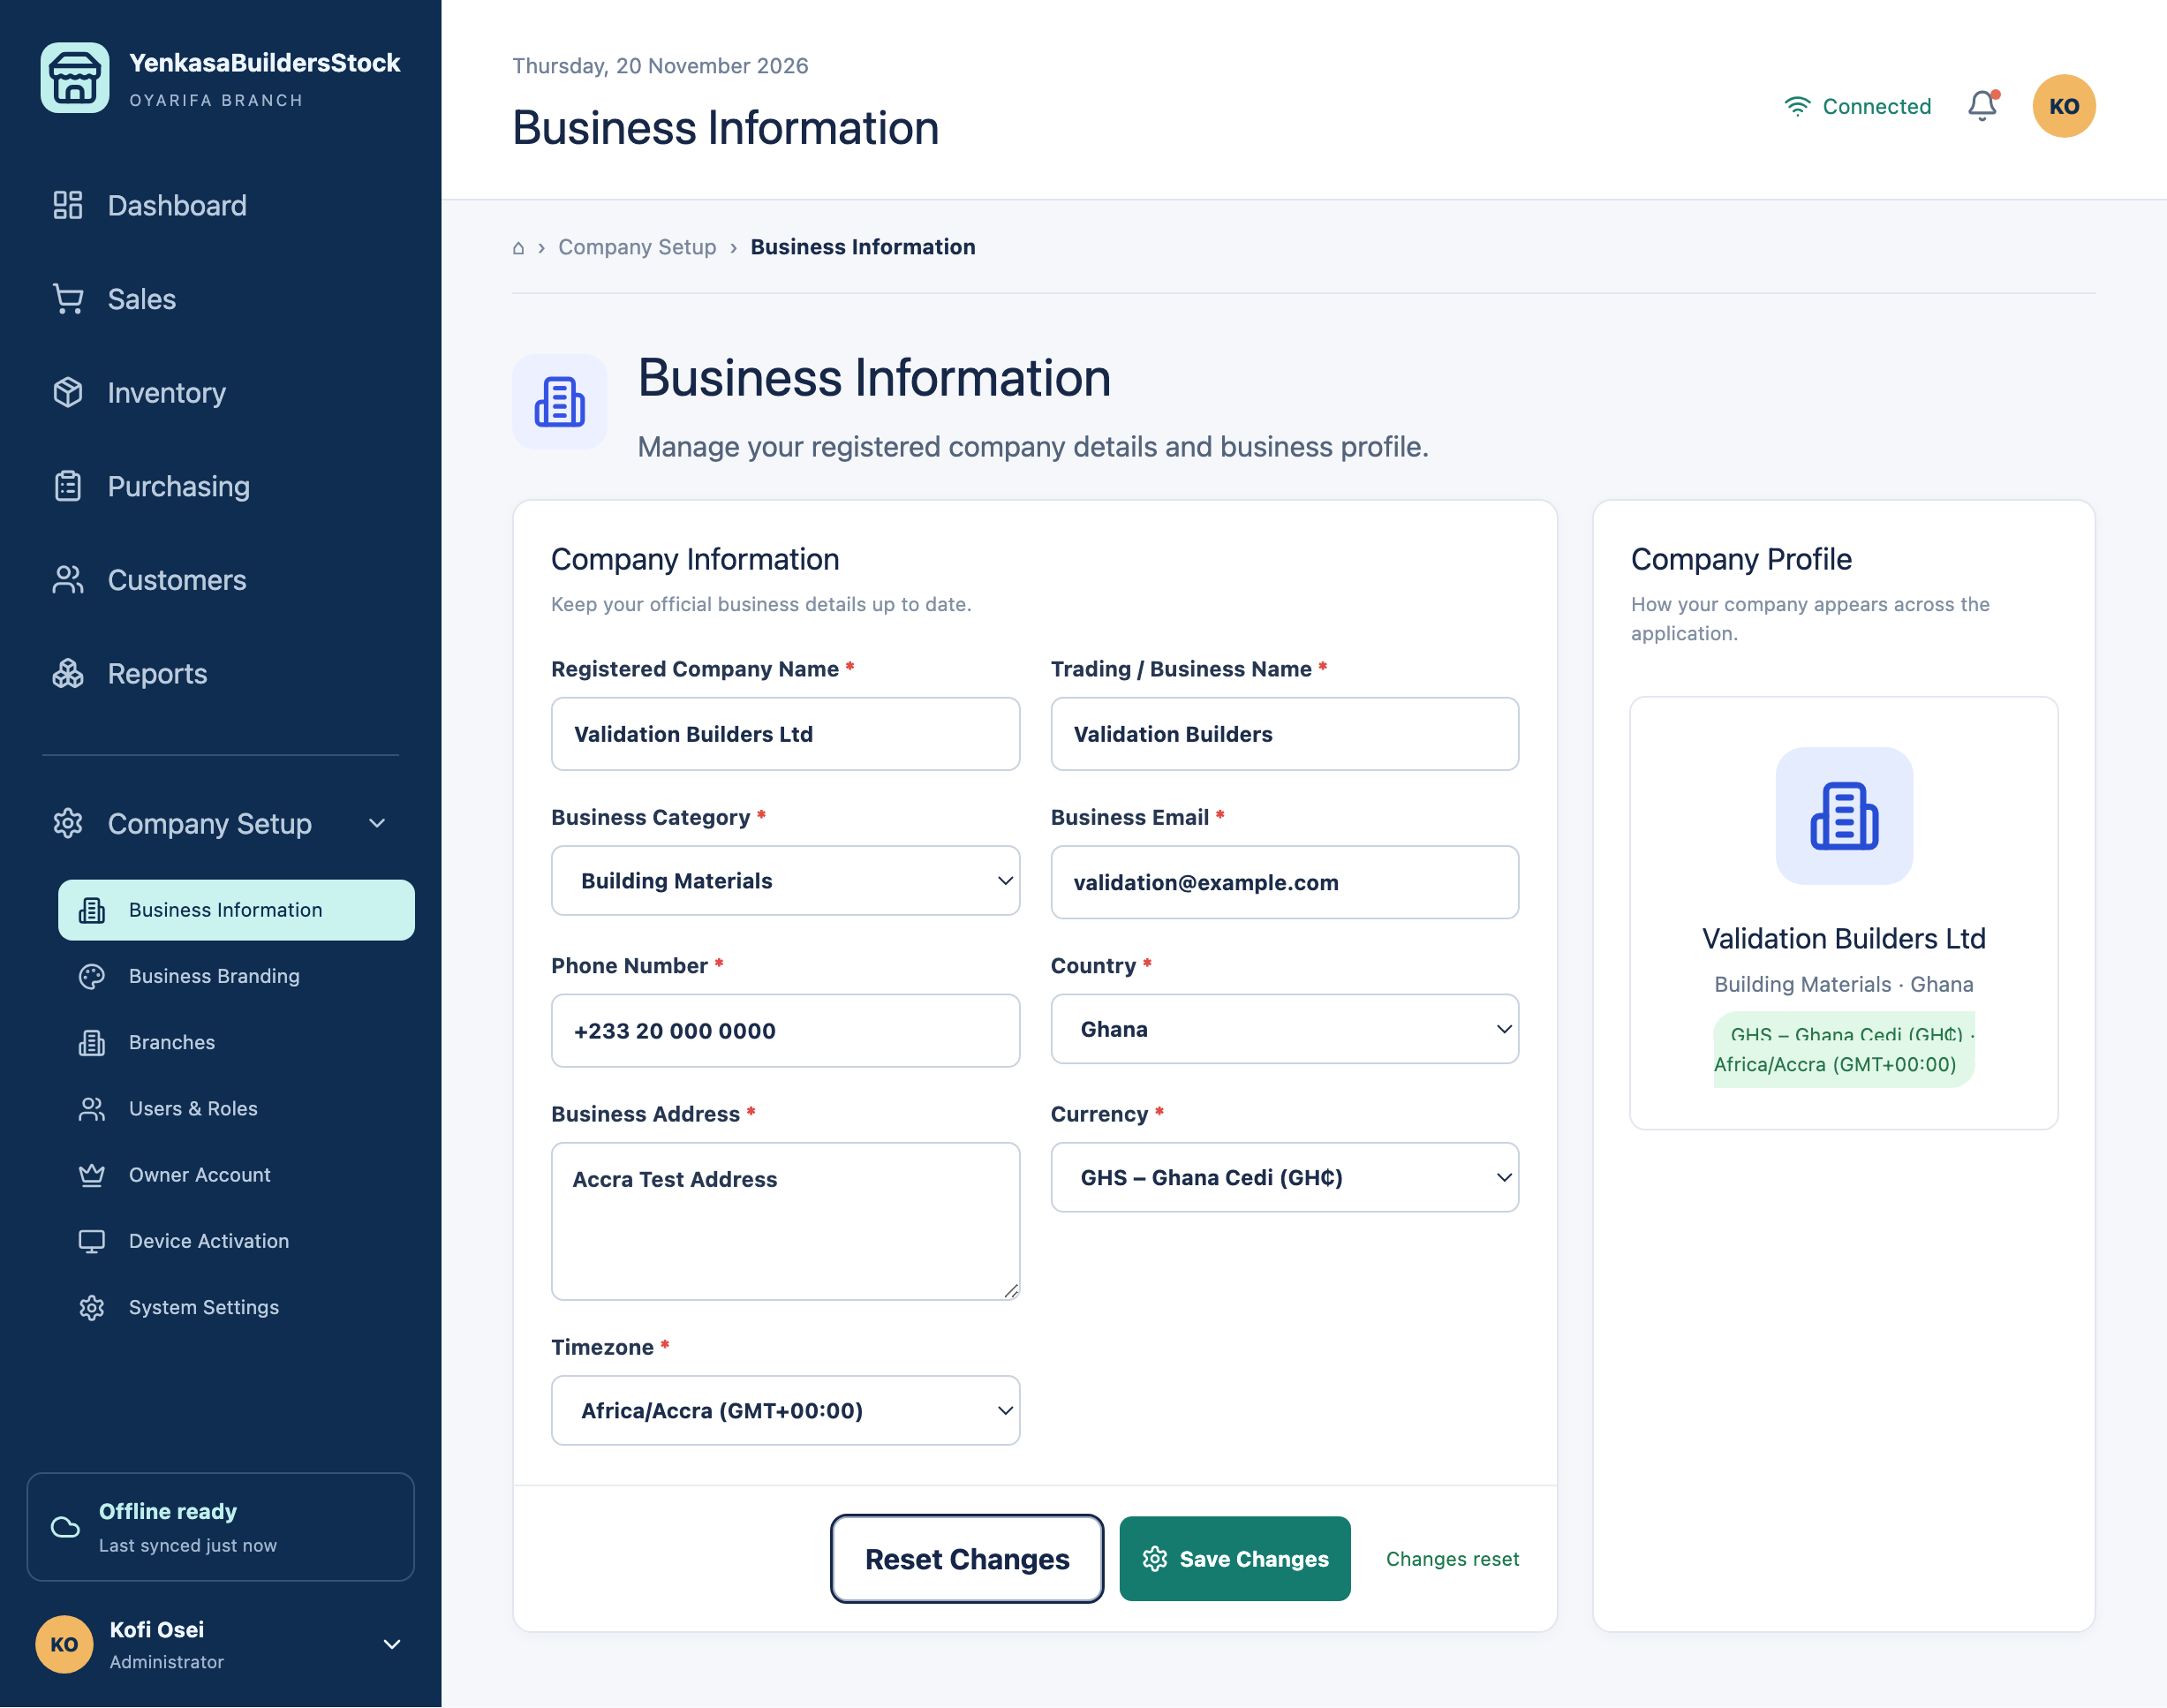 YenkasaBuildersStock
OYARIFA BRANCH
Dashboard
Sales
Inventory
Purchasing
Customers
Reports
Company Setup
Business Information
Business Branding
Branches
Users & Roles
Owner Account
Device Activation
System Settings
Offline ready
Last synced just now
KO
Kofi Osei
Administrator
Thursday, 20 November 2026
Business Information
Connected
KO
⌂ › Company Setup › Business Information
Business Information
Manage your registered company details and business profile.
Company Information
Keep your official business details up to date.
Registered Company Name *
Validation Builders Ltd
Trading / Business Name *
Validation Builders
Business Category *
Building Materials
Business Email *
validation@example.com
Phone Number *
+233 20 000 0000
Country *
Ghana
Business Address *
Accra Test Address
Currency *
GHS – Ghana Cedi (GH₵)
Timezone *
Africa/Accra (GMT+00:00)
Reset Changes
Save Changes
Changes reset
Company Profile
How your company appears across the
application.
Validation Builders Ltd
Building Materials · Ghana
GHS – Ghana Cedi (GH₵) ·
Africa/Accra (GMT+00:00)